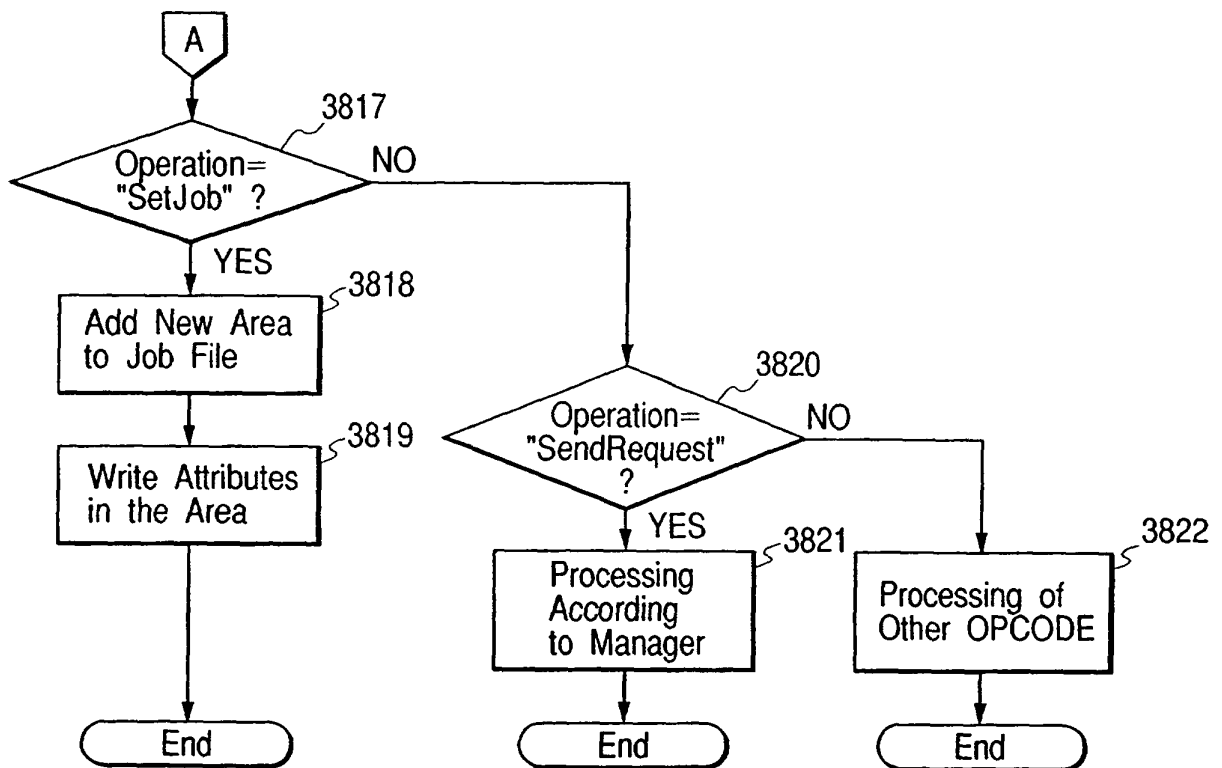 A
3817
Operation=
"SetJob" ?
NO
YES
3818
Add New Area
to Job File
3819
Write Attributes
in the Area
End
3820
Operation=
"SendRequest"
?
NO
YES
3821
Processing
According
to Manager
End
3822
Processing of
Other OPCODE
End